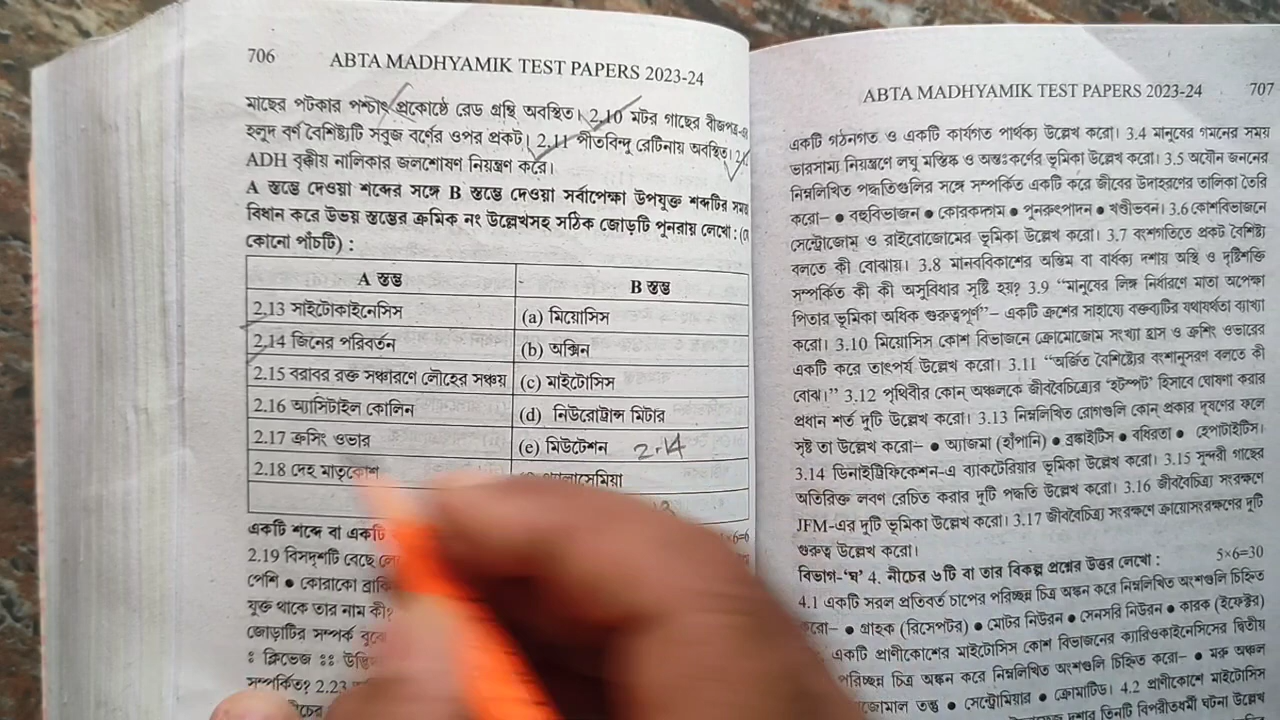 706 ABTA MADHYAMIK TEST PAPERS 2023-24
মাছের পটকার পশ্চাৎ প্রকোষ্ঠে রেড গ্রন্থি অবস্থিত। 2.10 মটর গাছের বীজপত্র-এর
হলুদ বর্ণ বৈশিষ্ট্যটি সবুজ বর্ণের ওপর প্রকট। 2.11 পীতবিন্দু রেটিনায় অবস্থিত।
ADH বৃক্কীয় নালিকার জলশোষণ নিয়ন্ত্রণ করে।
A স্তম্ভে দেওয়া শব্দের সঙ্গে B স্তম্ভে দেওয়া সর্বাপেক্ষা উপযুক্ত শব্দটির
বিধান করে উভয় স্তম্ভের ক্রমিক নং উল্লেখসহ সঠিক জোড়টি পুনরায় লেখো :
কোনো পাঁচটি) :
A স্তম্ভ B স্তম্ভ
2.13 সাইটোকাইনেসিস (a) মিয়োসিস
2.14 জিনের পরিবর্তন (b) অক্সিন
2.15 বরাবর রক্ত সঞ্চারণে লৌহের সঞ্চয় (c) মাইটোসিস
2.16 অ্যাসিটাইল কোলিন (d) নিউরোট্রান্স মিটার
2.17 ক্রসিং ওভার (e) মিউটেশন 2.14
2.18 দেহ মাতৃকোশ
একটি শব্দে বা একটি
2.19 বিসদৃশটি বেছে
পেশি ● কোরাকো
যুক্ত থাকে তার নাম কী?
জোড়াটির সম্পর্ক
: ক্লিভেজ ::
সম্পর্কিত? 2.23
ABTA MADHYAMIK TEST PAPERS 2023-24 707
একটি গঠনগত ও একটি কার্যগত পার্থক্য উল্লেখ করো। 3.4 মানুষের গমনের সময়
ভারসাম্য নিয়ন্ত্রণে লঘু মস্তিষ্ক ও অন্তঃকর্ণের ভূমিকা উল্লেখ করো। 3.5 অযৌন জননের
নিম্নলিখিত পদ্ধতিগুলির সঙ্গে সম্পর্কিত একটি করে জীবের উদাহরণের তালিকা তৈরি
করো– ● বহুবিভাজন ● কোরকদগম ● পুনরুৎপাদন ● খণ্ডীভবন। 3.6 কোশবিভাজনে
সেন্ট্রোজোম ও রাইবোজোমের ভূমিকা উল্লেখ করো। 3.7 বংশগতিতে প্রকট বৈশিষ্ট্য
বলতে কী বোঝায়। 3.8 মানববিকাশের অন্তিম বা বার্ধক্য দশায় অস্থি ও দৃষ্টিশক্তি
সম্পর্কিত কী কী অসুবিধার সৃষ্টি হয়? 3.9 “মানুষের লিঙ্গ নির্ধারণে মাতা অপেক্ষা
পিতার ভূমিকা অধিক গুরুত্বপূর্ণ”– একটি ক্রশের সাহায্যে বক্তব্যটির যথার্থতা ব্যাখ্যা
করো। 3.10 মিয়োসিস কোশ বিভাজনে ক্রোমোজোম সংখ্যা হ্রাস ও ক্রশিং ওভারের
একটি করে তাৎপর্য উল্লেখ করো। 3.11 “অর্জিত বৈশিষ্ট্যের বংশানুসরণ বলতে কী
বোঝ।” 3.12 পৃথিবীর কোন অঞ্চলকে জীববৈচিত্র্যের ‘হটস্পট’ হিসাবে ঘোষণা করার
প্রধান শর্ত দুটি উল্লেখ করো। 3.13 নিম্নলিখিত রোগগুলি কোন্ প্রকার দূষণের ফলে
সৃষ্ট তা উল্লেখ করো– ● অ্যাজমা (হাঁপানি) ● ব্রঙ্কাইটিস ● বধিরতা ● হেপাটাইটিস।
3.14 ডিনাইট্রিফিকেশন-এ ব্যাকটেরিয়ার ভূমিকা উল্লেখ করো। 3.15 সুন্দরী গাছের
অতিরিক্ত লবণ রেচিত করার দুটি পদ্ধতি উল্লেখ করো। 3.16 জীববৈচিত্র্য সংরক্ষণে
JFM-এর দুটি ভূমিকা উল্লেখ করো। 3.17 জীববৈচিত্র্য সংরক্ষণে ক্রায়োসংরক্ষণের দুটি
গুরুত্ব উল্লেখ করো।
বিভাগ-‘ঘ’ 4. নীচের ৬টি বা তার বিকল্প প্রশ্নের উত্তর লেখো : 5×6=30
4.1 একটি সরল প্রতিবর্ত চাপের পরিচ্ছন্ন চিত্র অঙ্কন করে নিম্নলিখিত অংশগুলি চিহ্নিত
করো– ● গ্রাহক (রিসেপটর) ● মোটর নিউরন ● সেনসরি নিউরন ● কারক (ইফেক্টর)
একটি প্রাণীকোশের মাইটোসিস কোশ বিভাজনের ক্যারিওকাইনেসিসের দ্বিতীয়
পরিচ্ছন্ন চিত্র অঙ্কন করে নিম্নলিখিত অংশগুলি চিহ্নিত করো– ● মরু অঞ্চল
● সেন্ট্রোমিয়ার ● ক্রোমাটিড। 4.2 প্রাণীকোশে মাইটোসিস
তিনটি বিপরীতধর্মী ঘটনা উল্লেখ